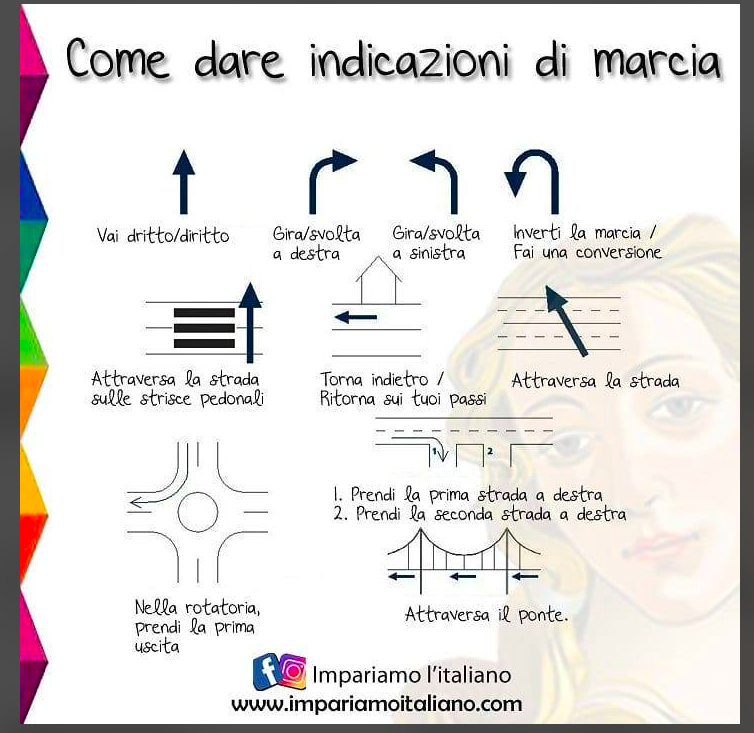 Come dare indicazioni di marcia
Vai dritto/diritto
Gira/svolta
a destra
Gira/svolta
a sinistra
Inverti la marcia /
Fai una conversione
Attraversa la strada
sulle strisce pedonali
Torna indietro /
Ritorna sui tuoi passi
Attraversa la strada
1
2
1. Prendi la prima strada a destra
2. Prendi la seconda strada a destra
Nella rotatoria,
prendi la prima
uscita
Attraversa il ponte.
Impariamo l'italiano
www.impariamoitaliano.com